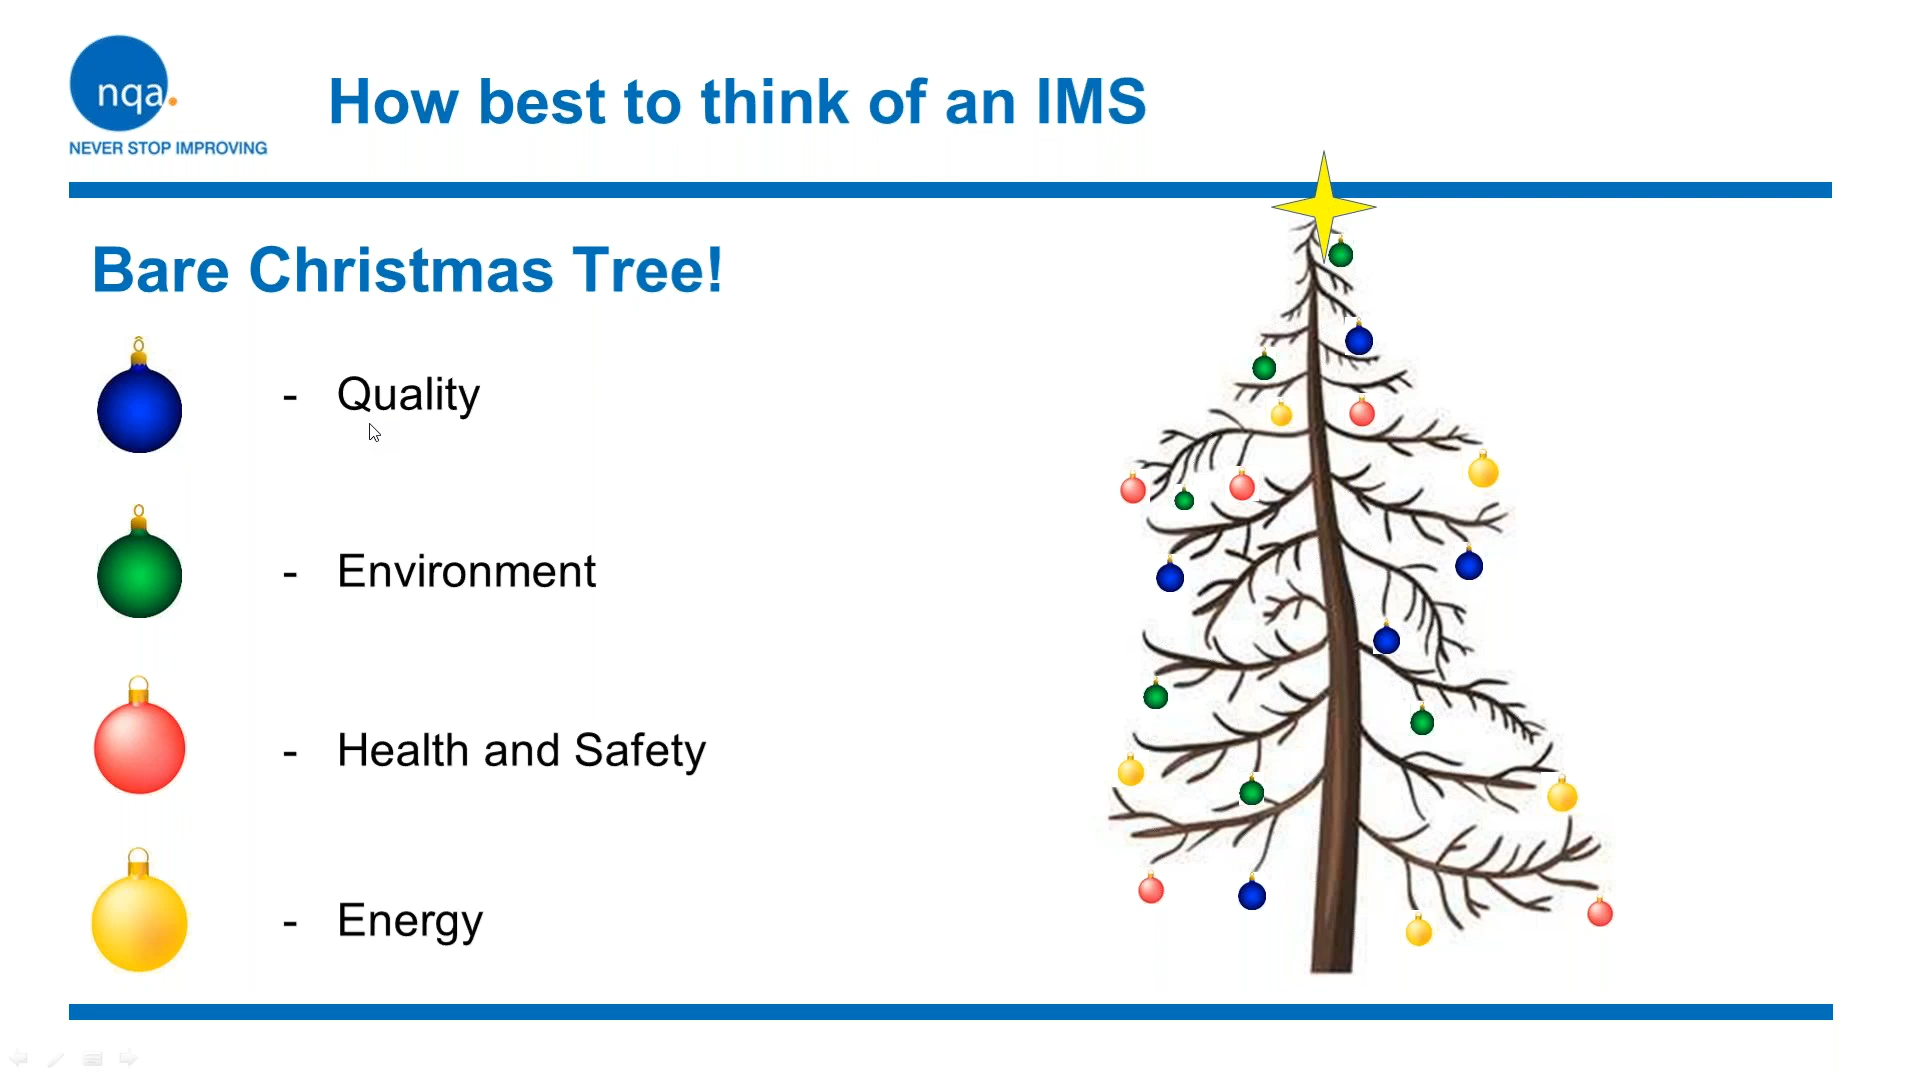 nqa.
NEVER STOP IMPROVING
How best to think of an IMS
Bare Christmas Tree!
- Quality
- Environment
- Health and Safety
- Energy